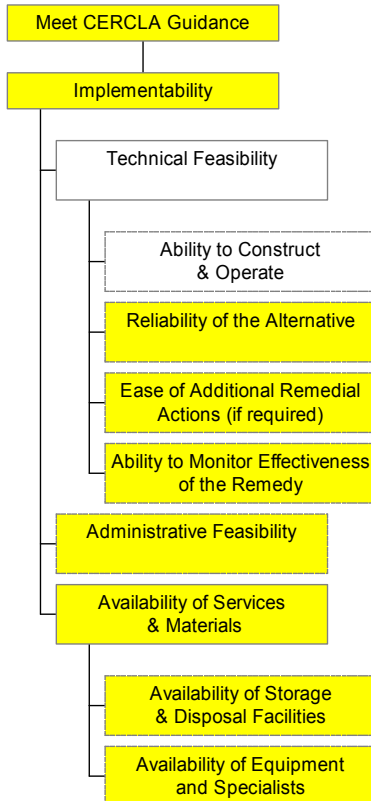 Meet CERCLA Guidance
Implementability
Technical Feasibility
Ability to Construct
& Operate
Reliability of the Alternative
Ease of Additional Remedial
Actions (if required)
Ability to Monitor Effectiveness
of the Remedy
Administrative Feasibility
Availability of Services
& Materials
Availability of Storage
& Disposal Facilities
Availability of Equipment
and Specialists